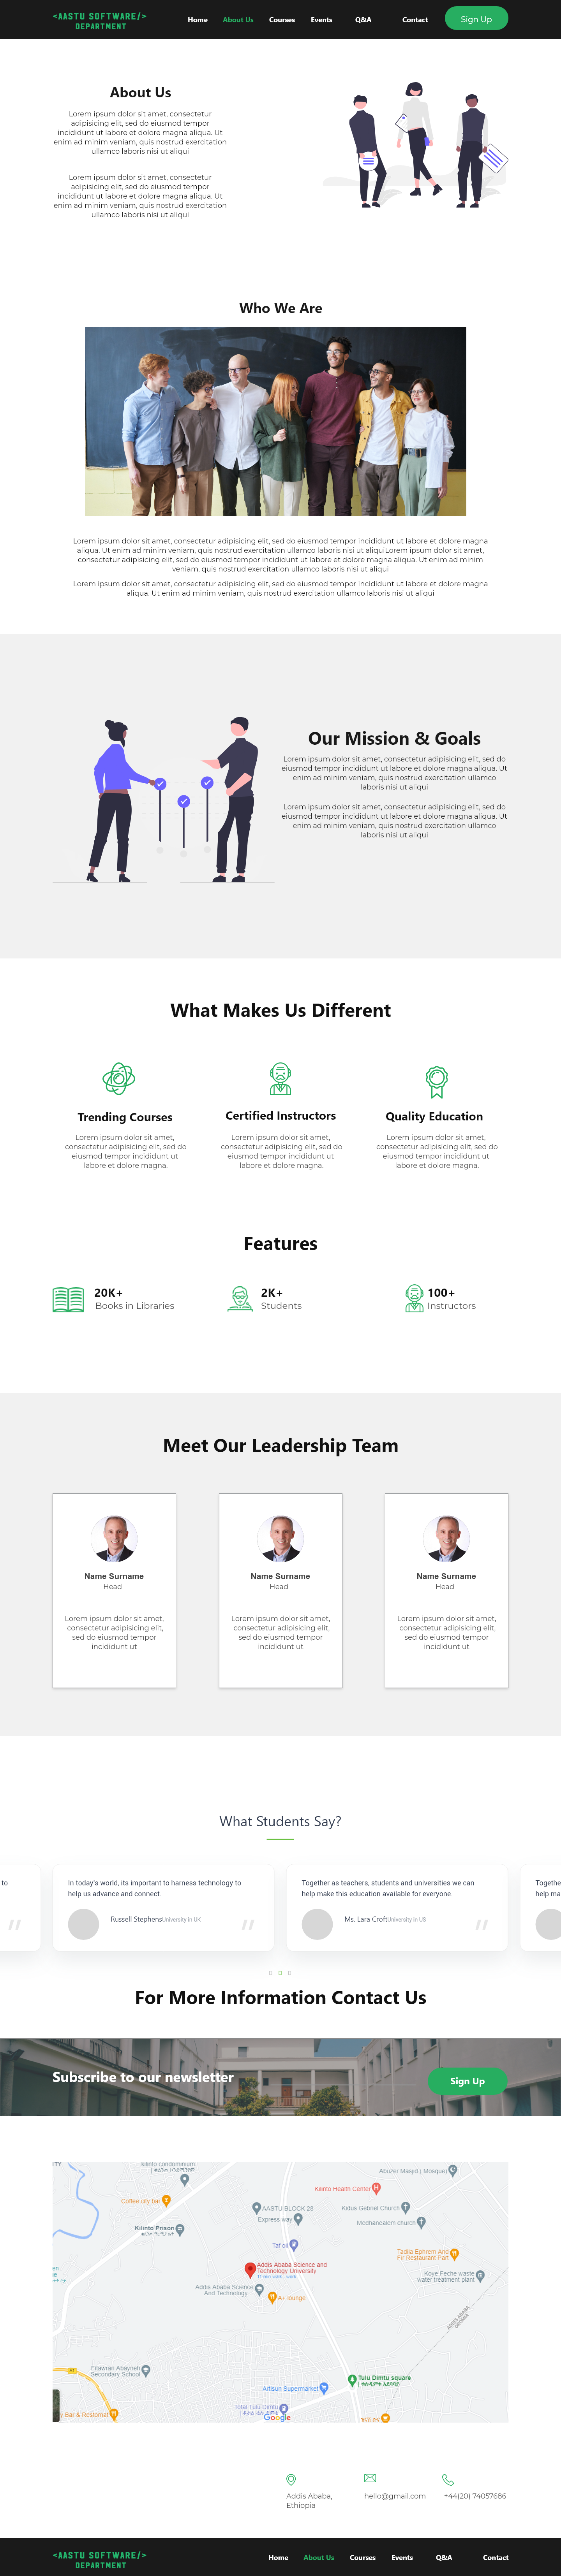 <AASTU SOFTWARE/>
DEPARTMENT
Home About Us Courses Events Q&A Contact Sign Up
About Us
Lorem ipsum dolor sit amet, consectetur
adipisicing elit, sed do eiusmod tempor
incididunt ut labore et dolore magna aliqua. Ut
enim ad minim veniam, quis nostrud exercitation
ullamco laboris nisi ut aliqui
Lorem ipsum dolor sit amet, consectetur
adipisicing elit, sed do eiusmod tempor
incididunt ut labore et dolore magna aliqua. Ut
enim ad minim veniam, quis nostrud exercitation
ullamco laboris nisi ut aliqui
Who We Are
Lorem ipsum dolor sit amet, consectetur adipisicing elit, sed do eiusmod tempor incididunt ut labore et dolore magna
aliqua. Ut enim ad minim veniam, quis nostrud exercitation ullamco laboris nisi ut aliquiLorem ipsum dolor sit amet,
consectetur adipisicing elit, sed do eiusmod tempor incididunt ut labore et dolore magna aliqua. Ut enim ad minim
veniam, quis nostrud exercitation ullamco laboris nisi ut aliqui
Lorem ipsum dolor sit amet, consectetur adipisicing elit, sed do eiusmod tempor incididunt ut labore et dolore magna
aliqua. Ut enim ad minim veniam, quis nostrud exercitation ullamco laboris nisi ut aliqui
Our Mission & Goals
Lorem ipsum dolor sit amet, consectetur adipisicing elit, sed do
eiusmod tempor incididunt ut labore et dolore magna aliqua. Ut
enim ad minim veniam, quis nostrud exercitation ullamco
laboris nisi ut aliqui
Lorem ipsum dolor sit amet, consectetur adipisicing elit, sed do
eiusmod tempor incididunt ut labore et dolore magna aliqua. Ut
enim ad minim veniam, quis nostrud exercitation ullamco
laboris nisi ut aliqui
What Makes Us Different
Trending Courses
Lorem ipsum dolor sit amet,
consectetur adipisicing elit, sed do
eiusmod tempor incididunt ut
labore et dolore magna.
Certified Instructors
Lorem ipsum dolor sit amet,
consectetur adipisicing elit, sed do
eiusmod tempor incididunt ut
labore et dolore magna.
Quality Education
Lorem ipsum dolor sit amet,
consectetur adipisicing elit, sed do
eiusmod tempor incididunt ut
labore et dolore magna.
Features
20K+
Books in Libraries
2K+
Students
100+
Instructors
Meet Our Leadership Team
Name Surname
Head
Lorem ipsum dolor sit amet,
consectetur adipisicing elit,
sed do eiusmod tempor
incididunt ut
Name Surname
Head
Lorem ipsum dolor sit amet,
consectetur adipisicing elit,
sed do eiusmod tempor
incididunt ut
Name Surname
Head
Lorem ipsum dolor sit amet,
consectetur adipisicing elit,
sed do eiusmod tempor
incididunt ut
What Students Say?
to
In today's world, its important to harness technology to
help us advance and connect.
Russell Stephens University in UK
Together as teachers, students and universities we can
help make this education available for everyone.
Ms. Lara Croft University in US
Togethe
help ma
For More Information Contact Us
Subscribe to our newsletter
Sign Up
Kilinto condominium
Abuzer Masjid ( Mosque)
Kilinto Health Center
Coffee city bar
AASTU BLOCK 28
Kidus Gebriel Church
Express way
Medhanealem church
Kilinto Prison
Taf oil
Tadila Ephrem And
Fir Restaurant Part
Addis Ababa Science and
Technology University
Koye Feche waste
water treatment plant
Addis Ababa Science
And Technology
A+ lounge
ADDIS ABABA
OROMIA
Fitawrari Abayneh
Secondary School
Tulu Dimtu square
Artisun Supermarket
Total Tulu Dimtu
y Bar & Restornat
Google
Addis Ababa,
Ethiopia
hello@gmail.com
+44(20) 74057686
<AASTU SOFTWARE/>
DEPARTMENT
Home About Us Courses Events Q&A Contact